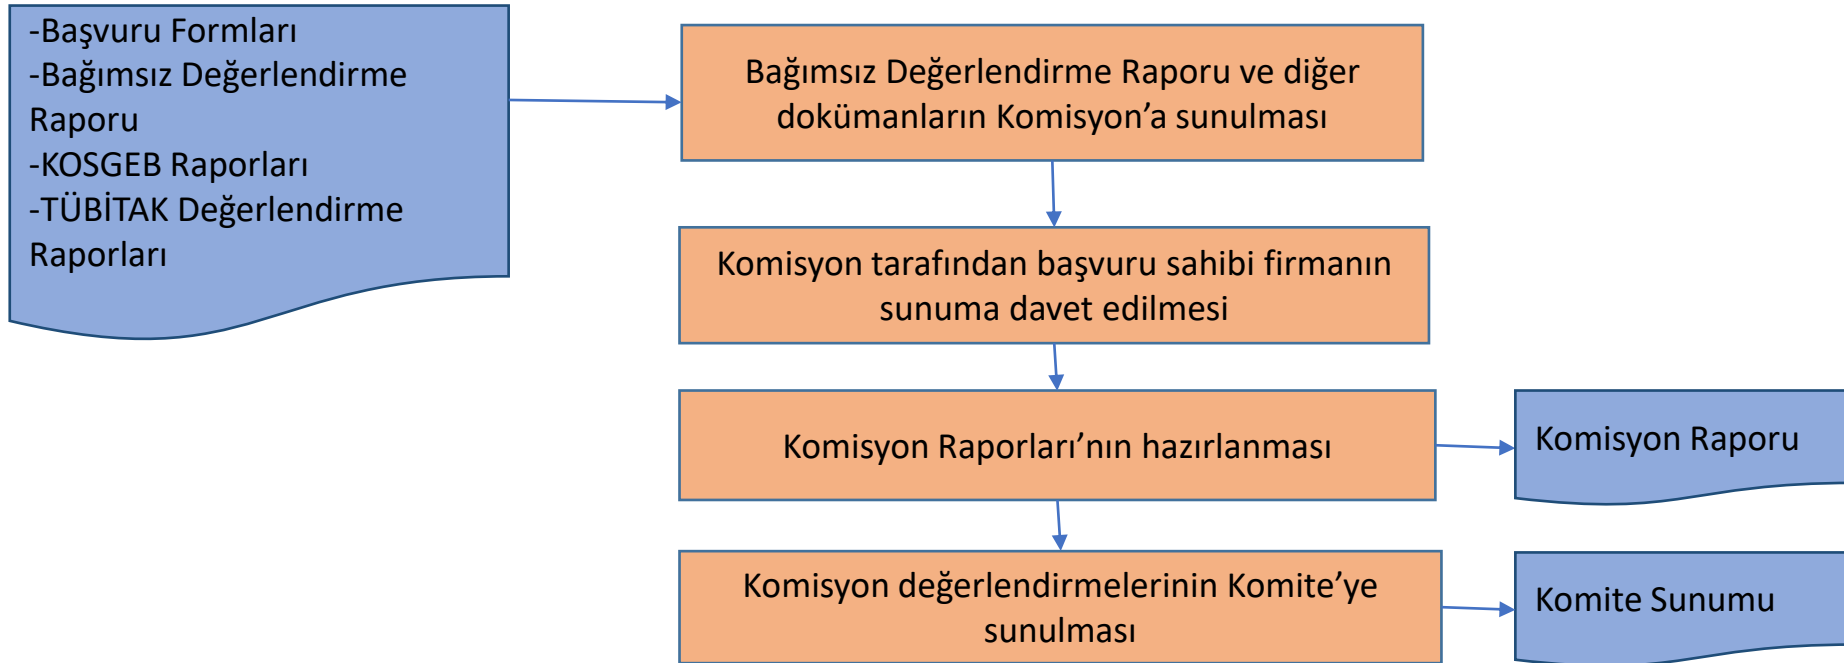 -Başvuru Formları
-Bağımsız Değerlendirme
Raporu
-KOSGEB Raporları
-TÜBİTAK Değerlendirme
Raporları
Bağımsız Değerlendirme Raporu ve diğer
dokümanların Komisyon’a sunulması
Komisyon tarafından başvuru sahibi firmanın
sunuma davet edilmesi
Komisyon Raporları’nın hazırlanması
Komisyon Raporu
Komisyon değerlendirmelerinin Komite’ye
sunulması
Komite Sunumu